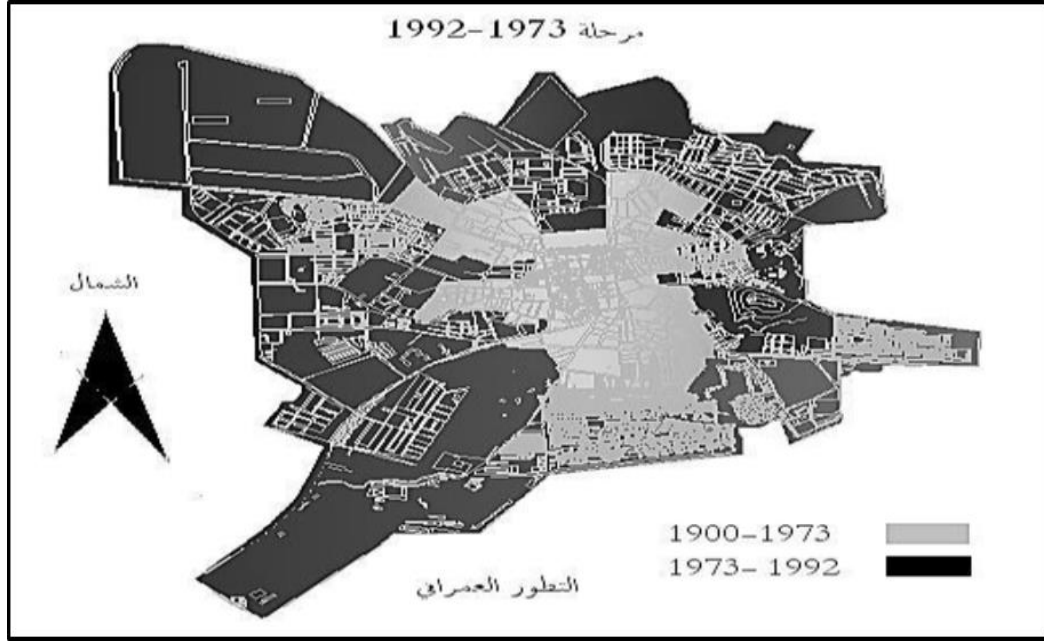 مرحلة 1973-1992
الشمال
1900-1973
1973- 1992
التطور العمراني